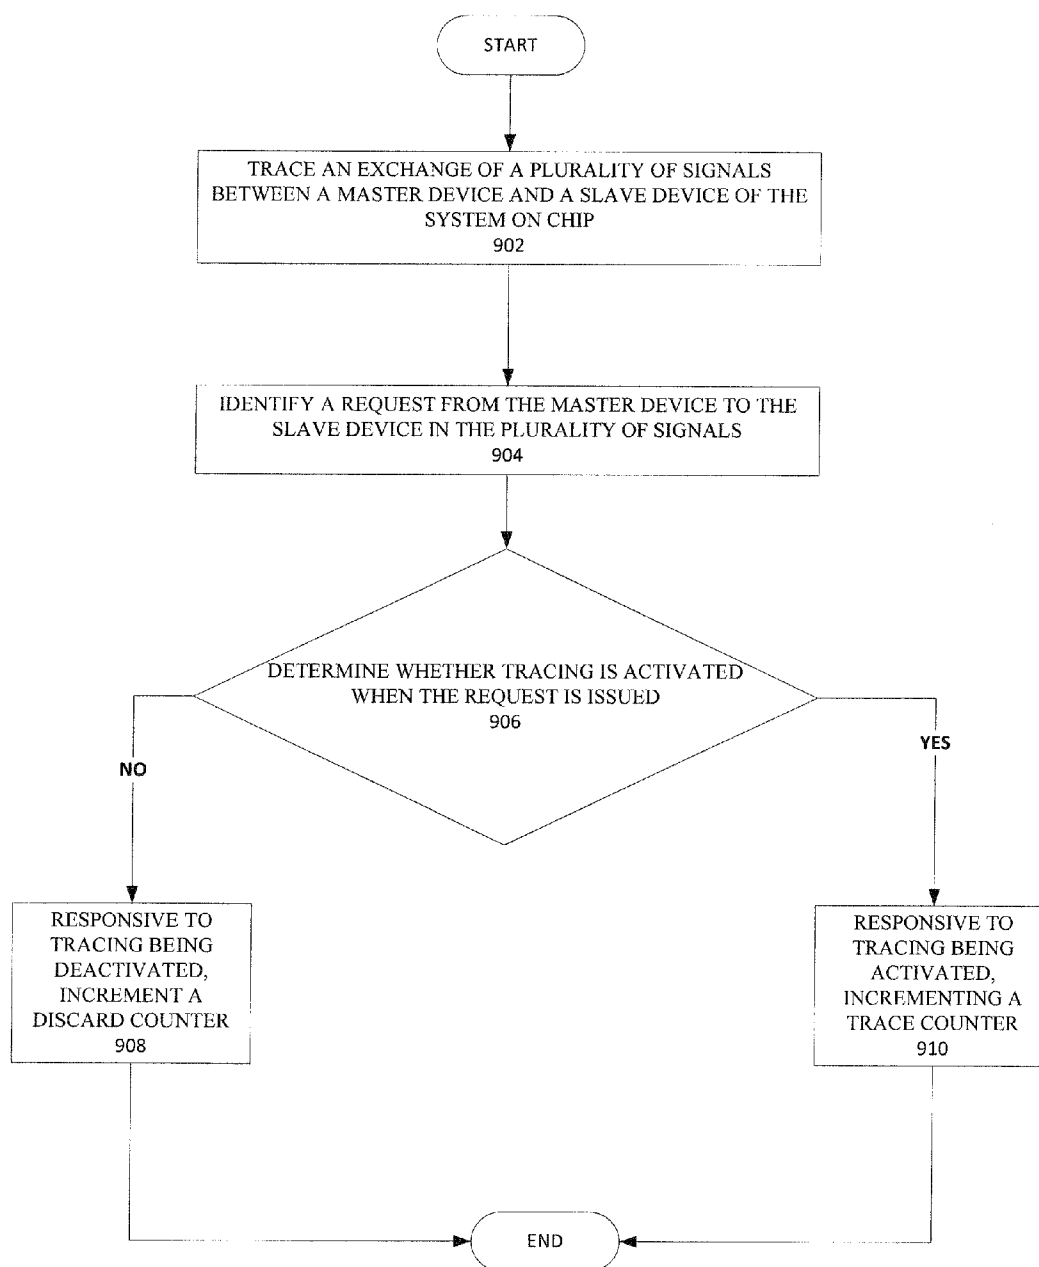 START
TRACE AN EXCHANGE OF A PLURALITY OF SIGNALS
BETWEEN A MASTER DEVICE AND A SLAVE DEVICE OF THE
SYSTEM ON CHIP
902
IDENTIFY A REQUEST FROM THE MASTER DEVICE TO THE
SLAVE DEVICE IN THE PLURALITY OF SIGNALS
904
DETERMINE WHETHER TRACING IS ACTIVATED
WHEN THE REQUEST IS ISSUED
906
NO
YES
RESPONSIVE TO
TRACING BEING
DEACTIVATED,
INCREMENT A
DISCARD COUNTER
908
RESPONSIVE TO
TRACING BEING
ACTIVATED,
INCREMENTING A
TRACE COUNTER
910
END